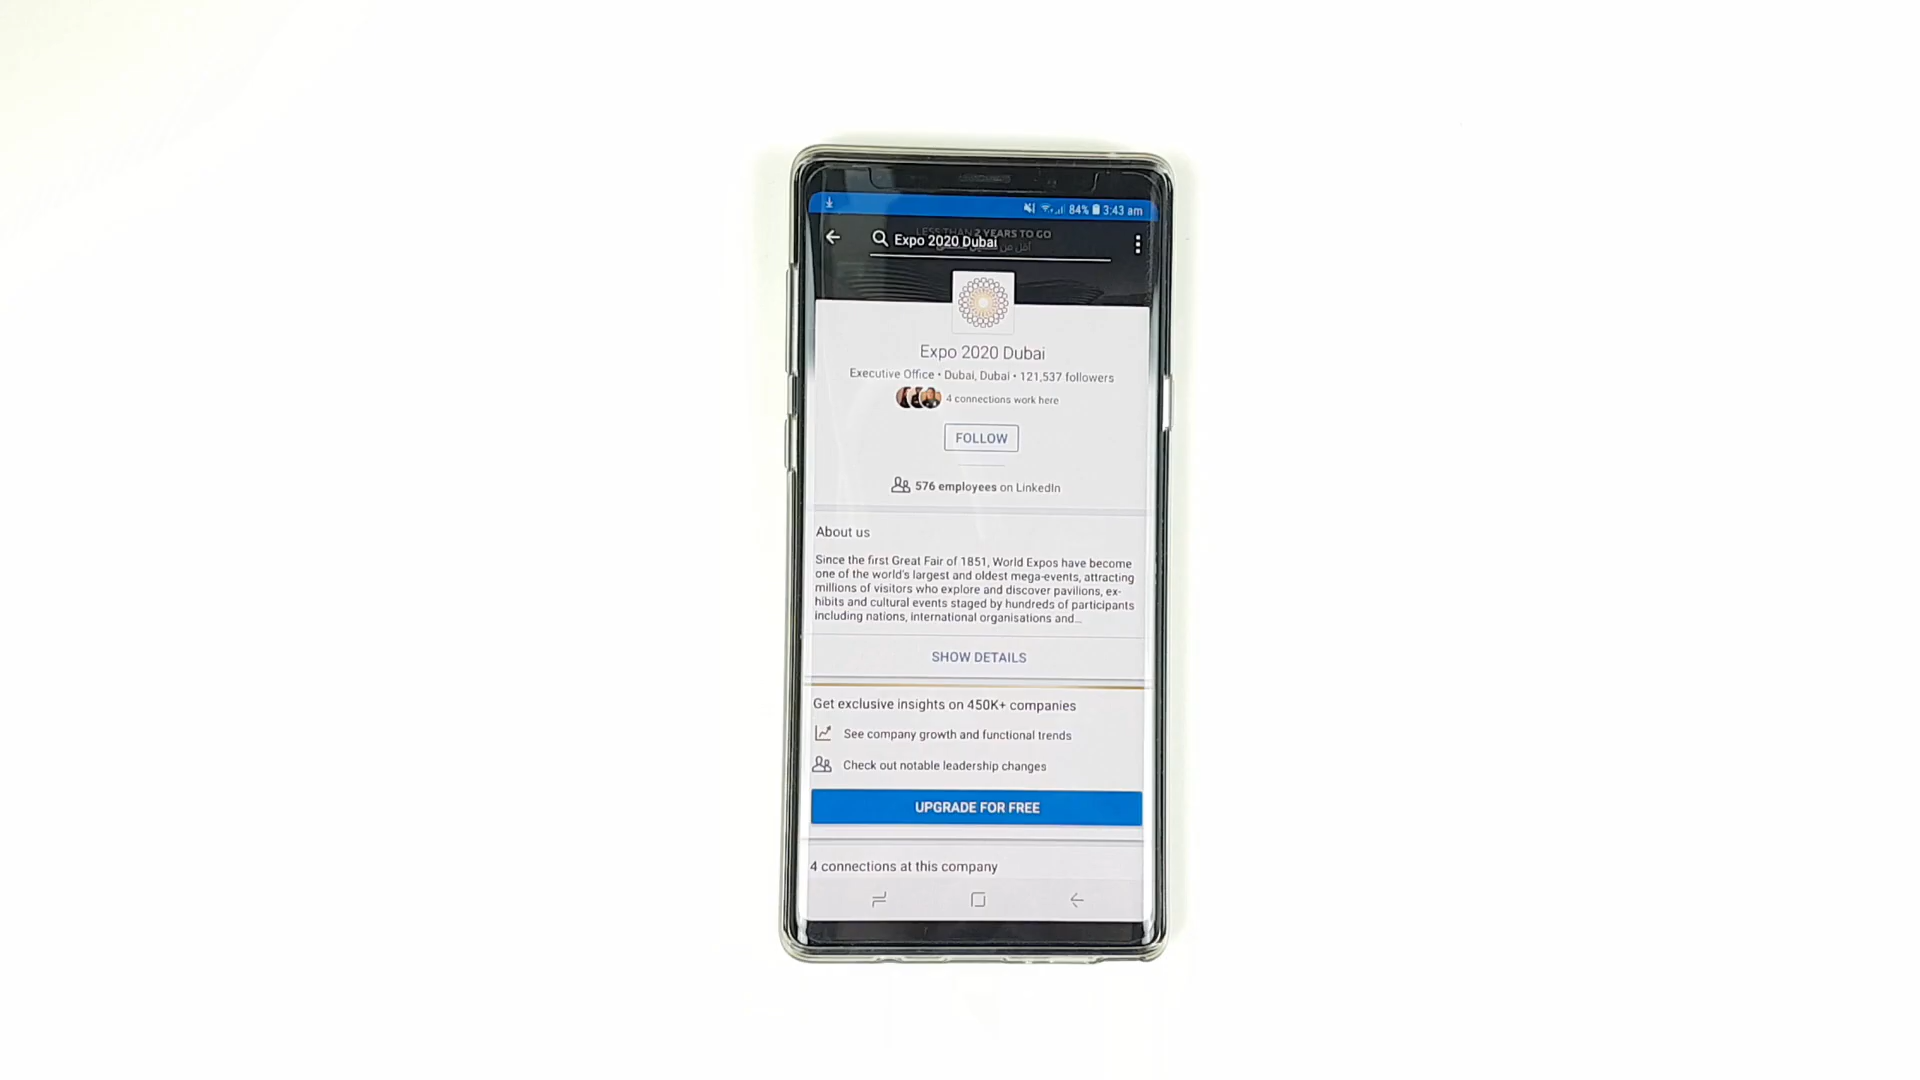 84% 3:43 am
LESS THAN 2 YEARS TO GO
Expo 2020 Dubai
Expo 2020 Dubai
Executive Office • Dubai, Dubai • 121,537 followers
4 connections work here
FOLLOW
576 employees on LinkedIn
About us
Since the first Great Fair of 1851, World Expos have become
one of the world's largest and oldest mega-events, attracting
millions of visitors who explore and discover pavilions, ex-
hibits and cultural events staged by hundreds of participants
including nations, international organisations and...
SHOW DETAILS
Get exclusive insights on 450K+ companies
See company growth and functional trends
Check out notable leadership changes
UPGRADE FOR FREE
4 connections at this company